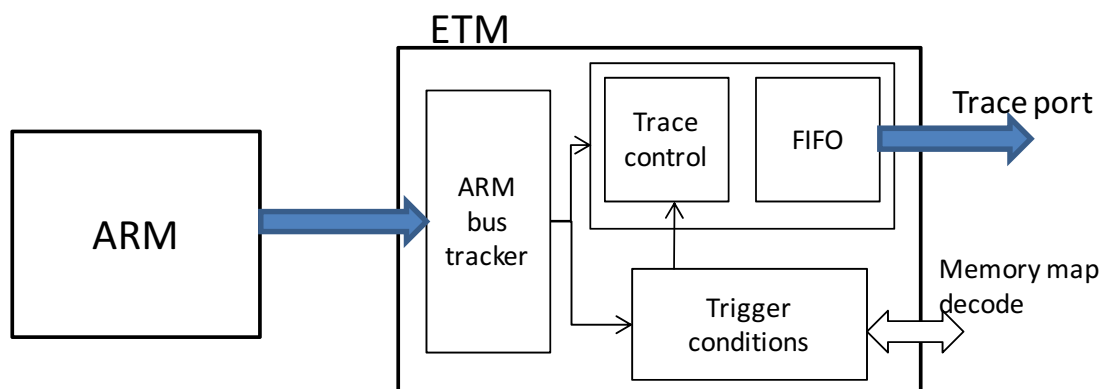 ETM
ARM
ARM
bus
tracker
Trace
control
FIFO
Trace port
Trigger
conditions
Memory map
decode